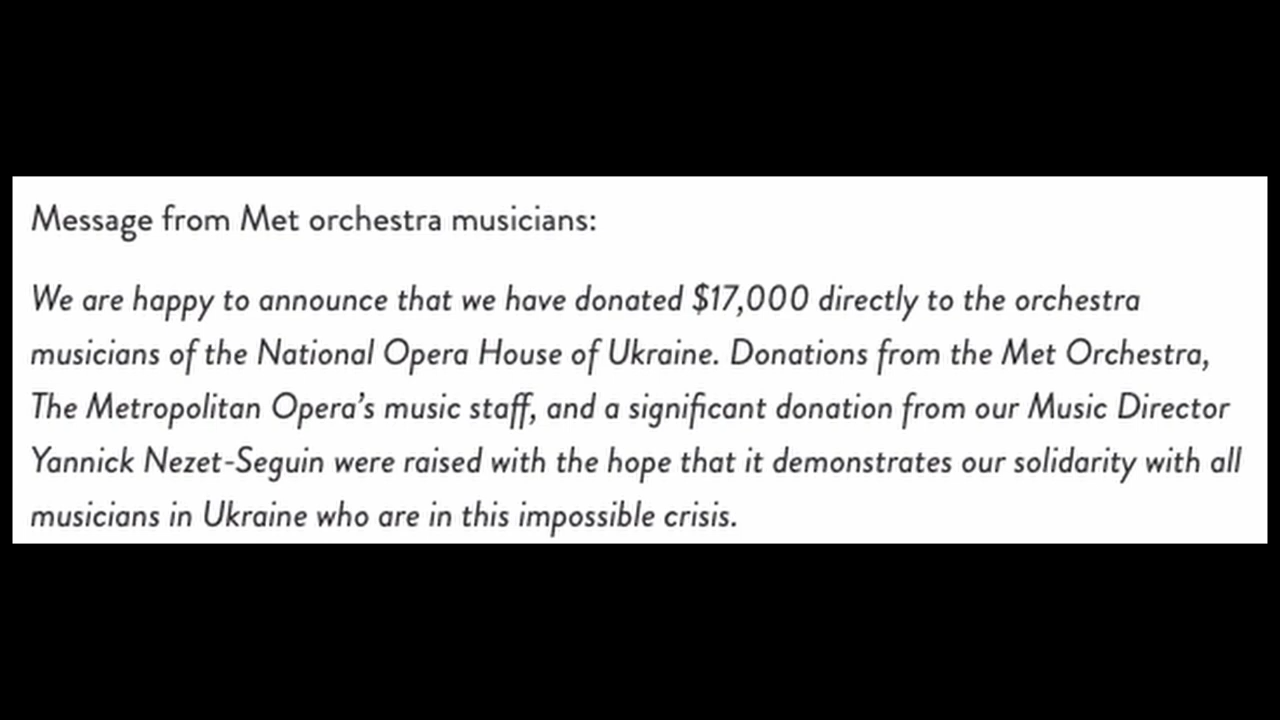 Message from Met orchestra musicians:
We are happy to announce that we have donated $17,000 directly to the orchestra
musicians of the National Opera House of Ukraine. Donations from the Met Orchestra,
The Metropolitan Opera’s music staff, and a significant donation from our Music Director
Yannick Nezet-Seguin were raised with the hope that it demonstrates our solidarity with all
musicians in Ukraine who are in this impossible crisis.